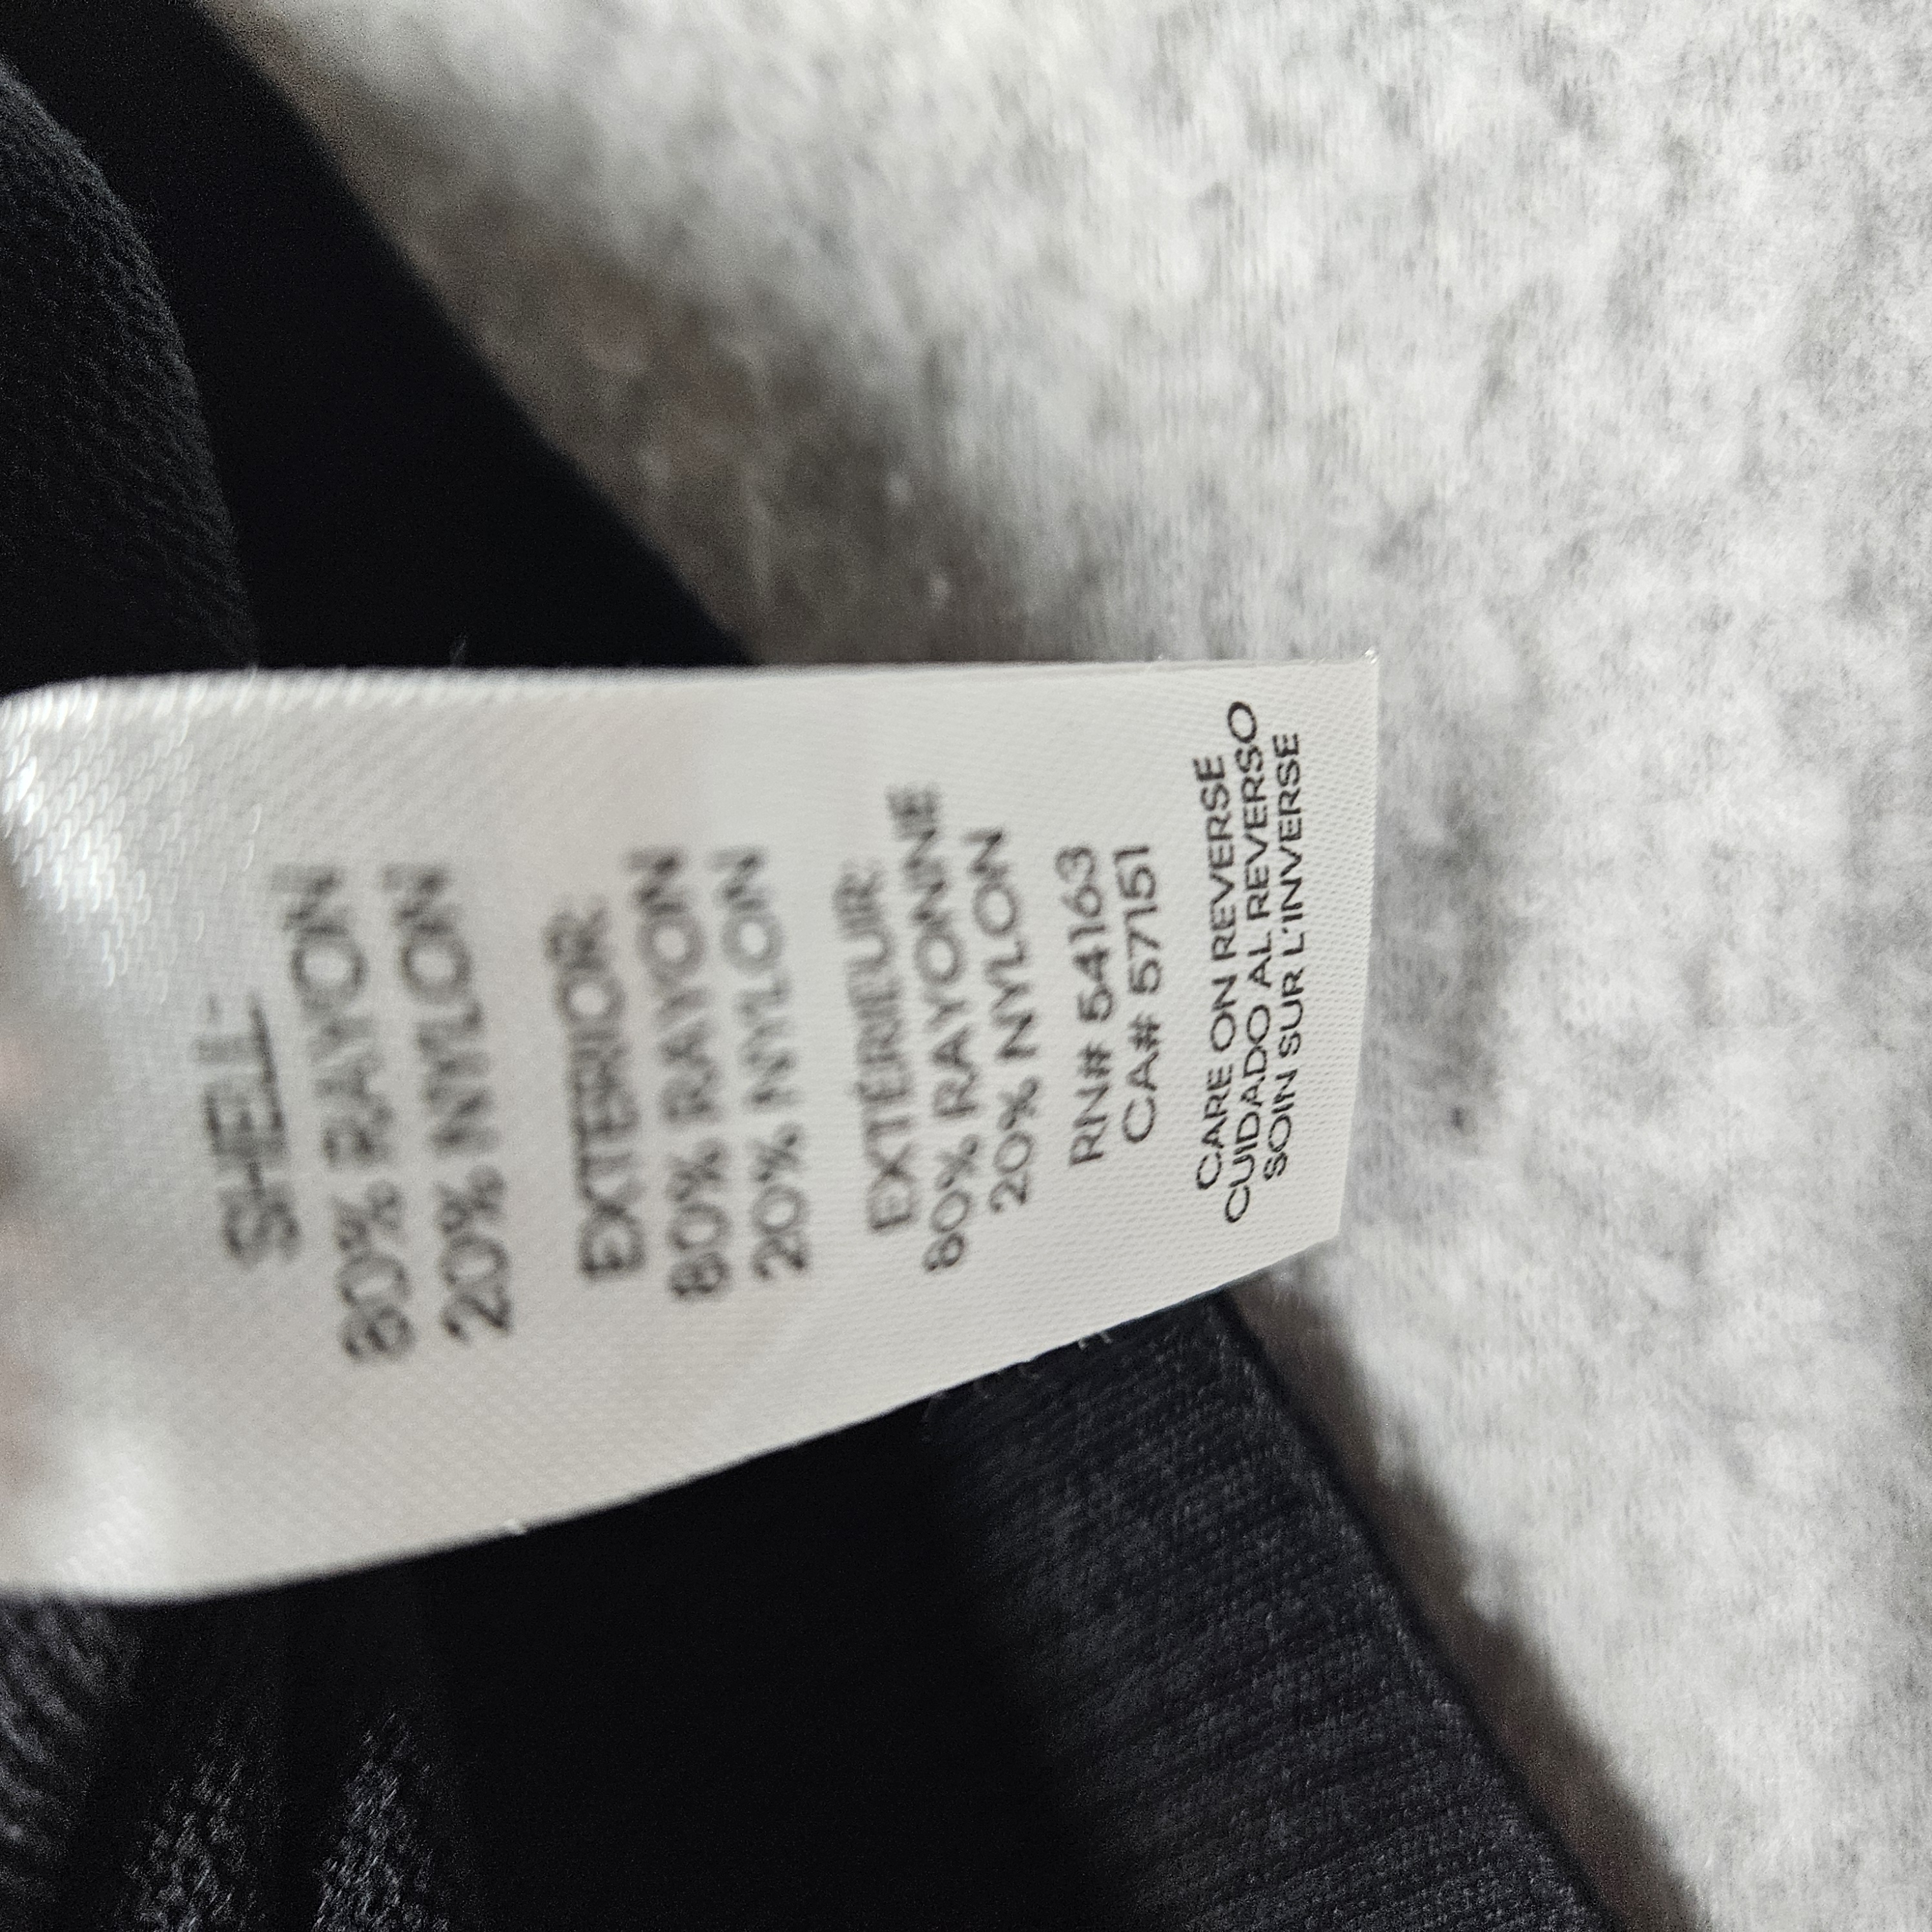 SHELL
80% RAYON
20% NYLON
EXTERIOR
80% RAYON
20% NYLON
EXTÉRIEUR
80% RAYONNE
20% NYLON
RN# 54163
CA# 57151
CARE ON REVERSE
CUIDADO AL REVERSO
SOIN SUR L'INVERSE